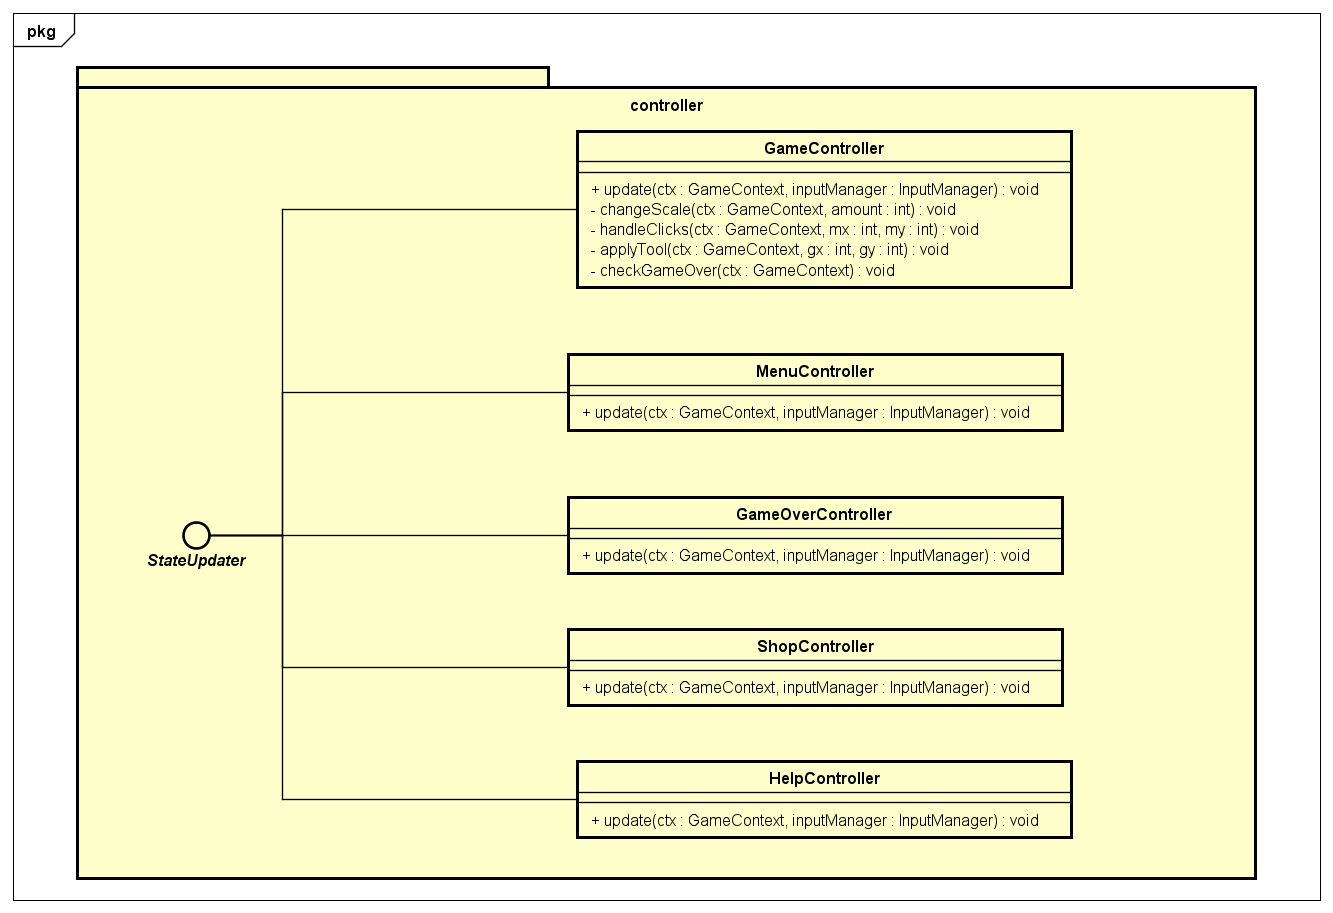 pkg
controller
GameController
+ update(ctx : GameContext, inputManager : InputManager) : void
- changeScale(ctx : GameContext, amount : int) : void
- handleClicks(ctx : GameContext, mx : int, my : int) : void
- applyTool(ctx : GameContext, gx : int, gy : int) : void
- checkGameOver(ctx : GameContext) : void
MenuController
+ update(ctx : GameContext, inputManager : InputManager) : void
GameOverController
+ update(ctx : GameContext, inputManager : InputManager) : void
StateUpdater
ShopController
+ update(ctx : GameContext, inputManager : InputManager) : void
HelpController
+ update(ctx : GameContext, inputManager : InputManager) : void